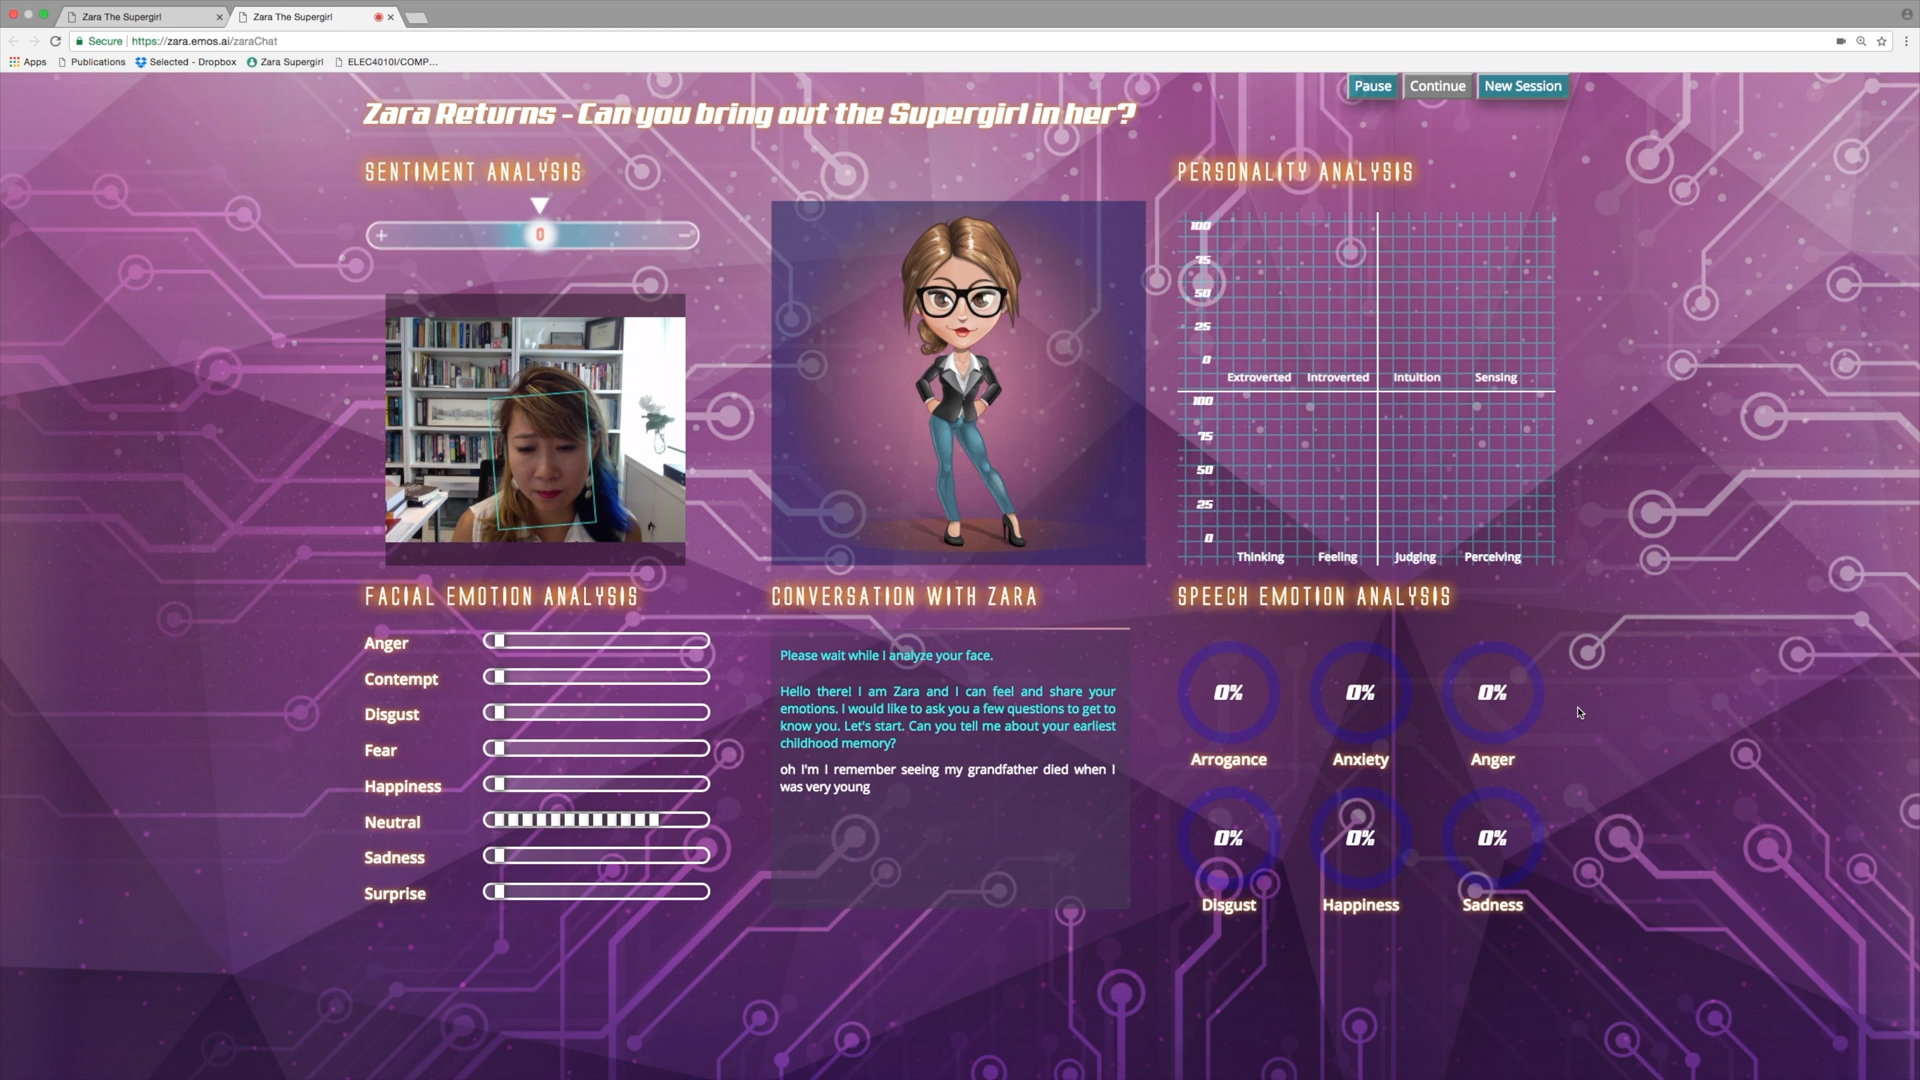 Zara The Supergirl
Zara The Supergirl
Secure https://zara.emos.ai/zaraChat
Apps Publications Selected - Dropbox Zara Supergirl ELEC4010I/COMP...
Pause Continue New Session
Zara Returns - Can you bring out the Supergirl in her?
SENTIMENT ANALYSIS
+ 0 −
PERSONALITY ANALYSIS
100
75
50
25
0
Extroverted Introverted Intuition Sensing
100
75
50
25
0
Thinking Feeling Judging Perceiving
FACIAL EMOTION ANALYSIS
Anger
Contempt
Disgust
Fear
Happiness
Neutral
Sadness
Surprise
CONVERSATION WITH ZARA
Please wait while I analyze your face.
Hello there! I am Zara and I can feel and share your
emotions. I would like to ask you a few questions to get to
know you. Let's start. Can you tell me about your earliest
childhood memory?
oh I'm I remember seeing my grandfather died when I
was very young
SPEECH EMOTION ANALYSIS
0% 0% 0%
Arrogance Anxiety Anger
0% 0% 0%
Disgust Happiness Sadness